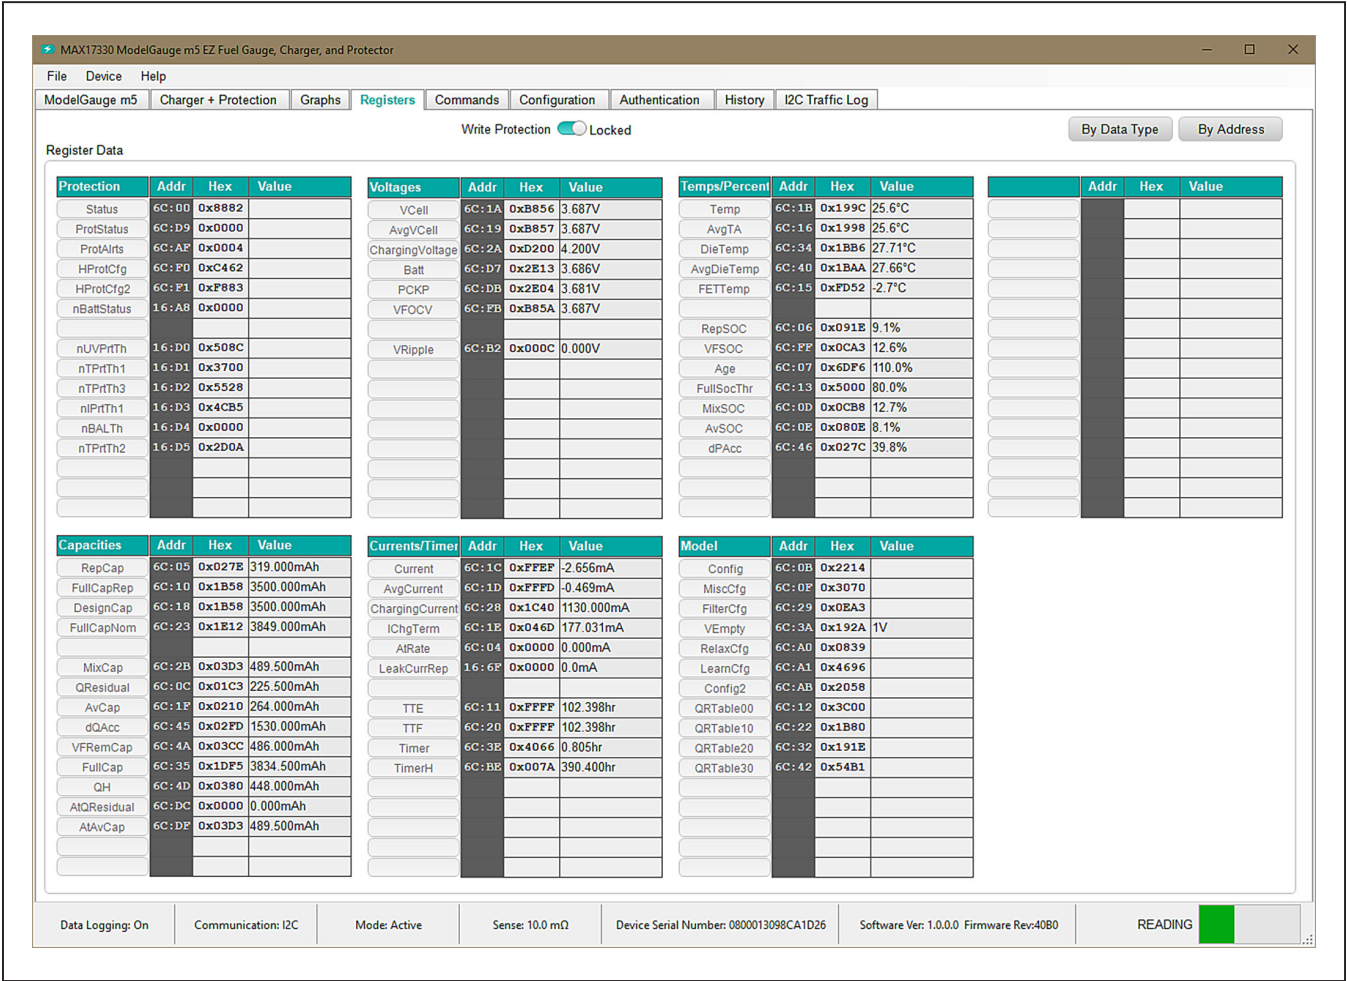 MAX17330 ModelGauge m5 EZ Fuel Gauge, Charger, and Protector
File Device Help
ModelGauge m5 Charger + Protection Graphs Registers Commands Configuration Authentication History I2C Traffic Log
Write Protection Locked By Data Type By Address
Register Data
Protection Addr Hex Value
Status 6C:00 0x8882
ProtStatus 6C:D9 0x0000
ProtAlrts 6C:AF 0x0004
HProtCfg 6C:F0 0xC462
HProtCfg2 6C:F1 0xF883
nBattStatus 16:A8 0x0000
nUVPrtTh 16:D0 0x508C
nTPrtTh1 16:D1 0x3700
nTPrtTh3 16:D2 0x5528
nIPrtTh1 16:D3 0x4CB5
nBALTh 16:D4 0x0000
nTPrtTh2 16:D5 0x2D0A
Voltages Addr Hex Value
VCell 6C:1A 0xB856 3.687V
AvgVCell 6C:19 0xB857 3.687V
ChargingVoltage 6C:2A 0xD200 4.200V
Batt 6C:D7 0x2E13 3.686V
PCKP 6C:DB 0x2E04 3.681V
VFOCV 6C:FB 0xB85A 3.687V
VRipple 6C:B2 0x000C 0.000V
Temps/Percent Addr Hex Value
Temp 6C:1B 0x199C 25.6°C
AvgTA 6C:16 0x1998 25.6°C
DieTemp 6C:34 0x1BB6 27.71°C
AvgDieTemp 6C:40 0x1BAA 27.66°C
FETTemp 6C:15 0xFD52 -2.7°C
RepSOC 6C:06 0x091E 9.1%
VFSOC 6C:FF 0x0CA3 12.6%
Age 6C:07 0x6DF6 110.0%
FullSocThr 6C:13 0x5000 80.0%
MixSOC 6C:0D 0x0CB8 12.7%
AvSOC 6C:0E 0x080E 8.1%
dPAcc 6C:46 0x027C 39.8%
Addr Hex Value
Capacities Addr Hex Value
RepCap 6C:05 0x027E 319.000mAh
FullCapRep 6C:10 0x1B58 3500.000mAh
DesignCap 6C:18 0x1B58 3500.000mAh
FullCapNom 6C:23 0x1E12 3849.000mAh
MixCap 6C:2B 0x03D3 489.500mAh
QResidual 6C:0C 0x01C3 225.500mAh
AvCap 6C:1F 0x0210 264.000mAh
dQAcc 6C:45 0x02FD 1530.000mAh
VFRemCap 6C:4A 0x03CC 486.000mAh
FullCap 6C:35 0x1DF5 3834.500mAh
QH 6C:4D 0x0380 448.000mAh
AtQResidual 6C:DC 0x0000 0.000mAh
AtAvCap 6C:DF 0x03D3 489.500mAh
Currents/Timer Addr Hex Value
Current 6C:1C 0xFFEF -2.656mA
AvgCurrent 6C:1D 0xFFFD -0.469mA
ChargingCurrent 6C:28 0x1C40 1130.000mA
IChgTerm 6C:1E 0x046D 177.031mA
AtRate 6C:04 0x0000 0.000mA
LeakCurrRep 16:6F 0x0000 0.0mA
TTE 6C:11 0xFFFF 102.398hr
TTF 6C:20 0xFFFF 102.398hr
Timer 6C:3E 0x4066 0.805hr
TimerH 6C:BE 0x007A 390.400hr
Model Addr Hex Value
Config 6C:0B 0x2214
MiscCfg 6C:0F 0x3070
FilterCfg 6C:29 0x0EA3
VEmpty 6C:3A 0x192A 1V
RelaxCfg 6C:A0 0x0839
LearnCfg 6C:A1 0x4696
Config2 6C:AB 0x2058
QRTable00 6C:12 0x3C00
QRTable10 6C:22 0x1B80
QRTable20 6C:32 0x191E
QRTable30 6C:42 0x54B1
Data Logging: On Communication: I2C Mode: Active Sense: 10.0 mΩ Device Serial Number: 0800013098CA1D26 Software Ver: 1.0.0.0 Firmware Rev:40B0 READING